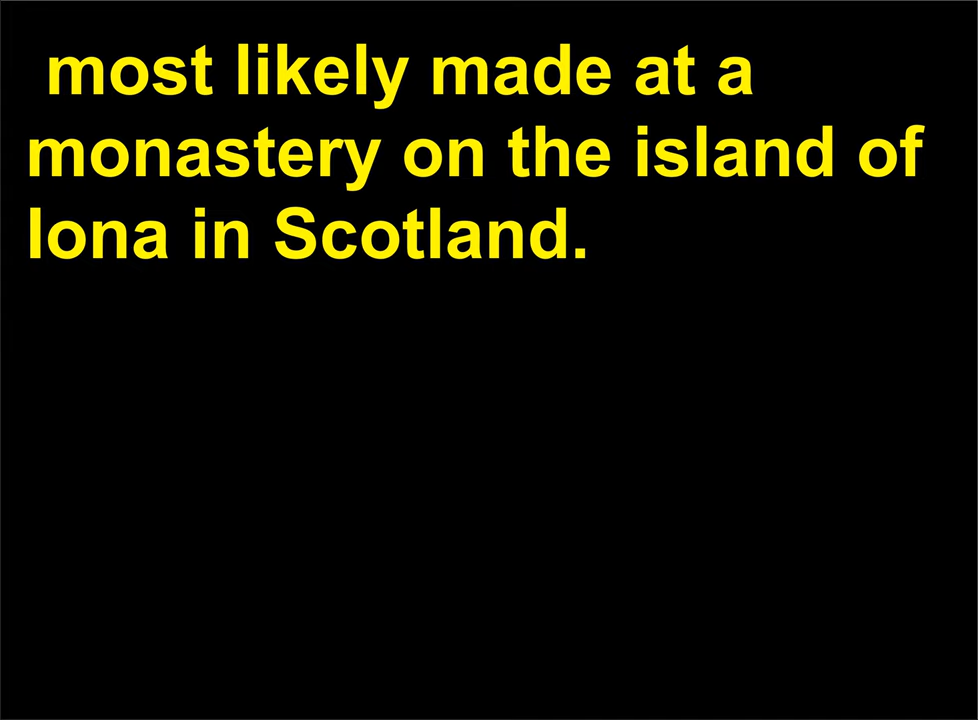 most likely made at a
monastery on the island of
Iona in Scotland.